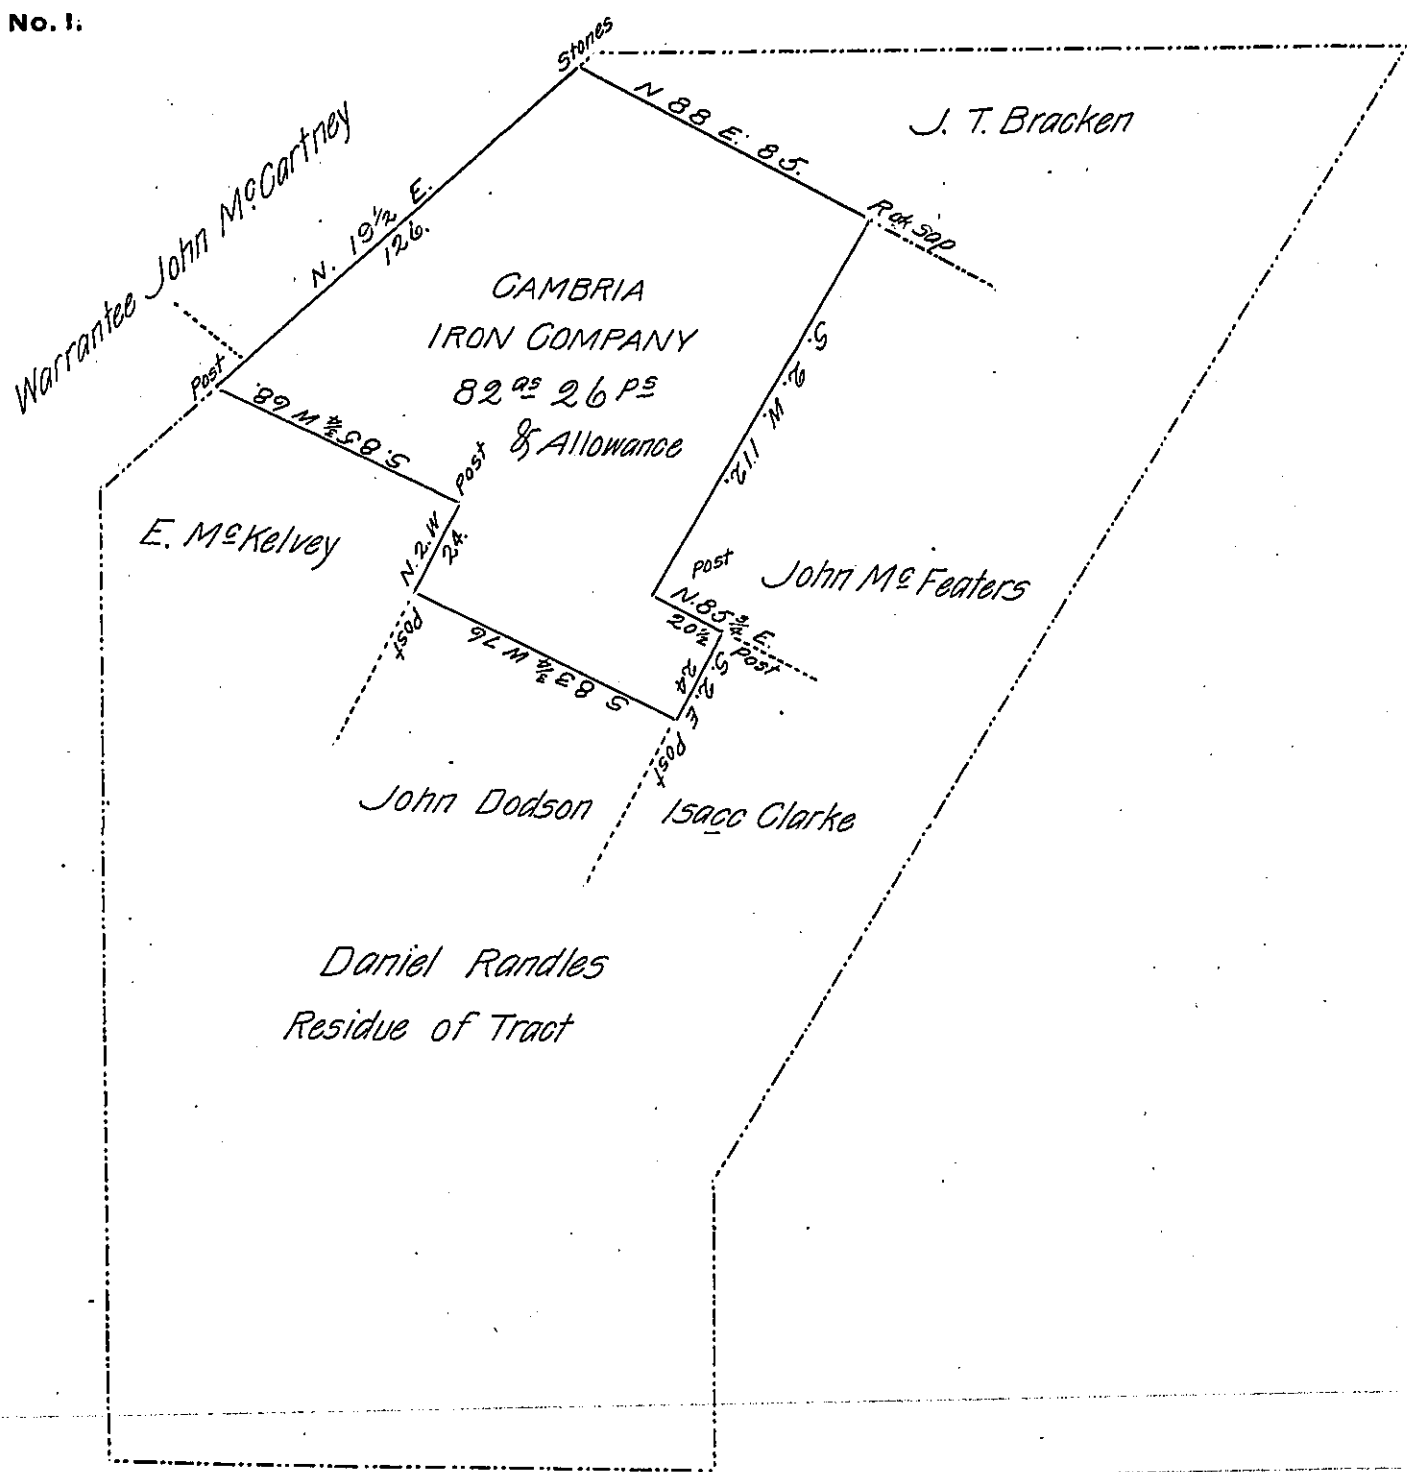 No. 1.
Stones
N 88 E. 85.
J. T. Bracken
Warrantee John McCartney
N. 19½ E.
126.
R ok sap
CAMBRIA
IRON COMPANY
82 as 26 ps
& Allowance
S. 2. W. 112.
Post
S. 85¾ W 68.
Post
E. McKelvey
N. 2. W
24.
Post
John McFeaters
N. 85¾ E.
20½
Post
Post
S 83¾ W 76
S. 2. E
24
Post
John Dodson
Isacc Clarke
Daniel Randles
Residue of Tract